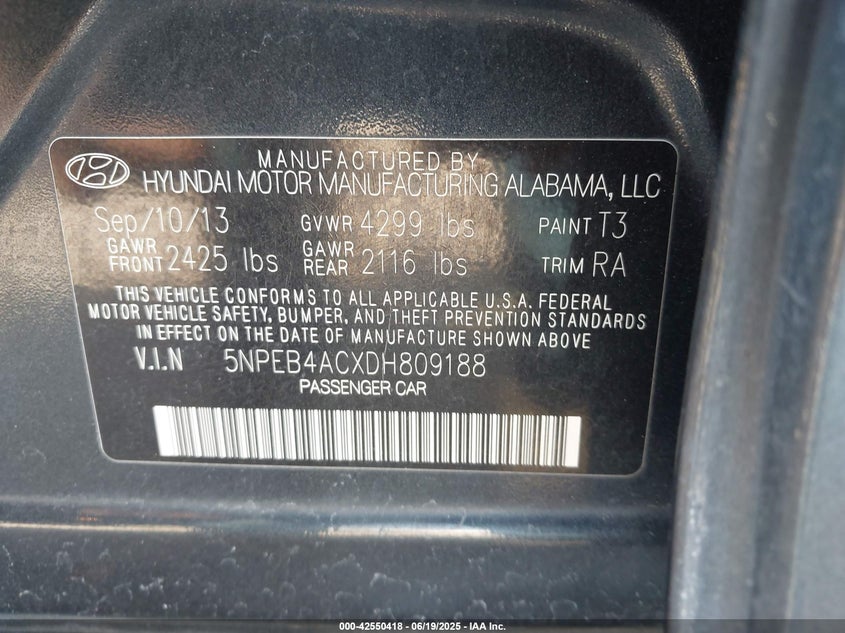 MANUFACTURED BY
HYUNDAI MOTOR MANUFACTURING ALABAMA, LLC
Sep/10/13 GVWR 4299 lbs PAINT T3
GAWR FRONT 2425 lbs GAWR REAR 2116 lbs TRIM RA
THIS VEHICLE CONFORMS TO ALL APPLICABLE U.S.A. FEDERAL
MOTOR VEHICLE SAFETY, BUMPER, AND THEFT PREVENTION STANDARDS
IN EFFECT ON THE DATE OF MANUFACTURE SHOWN ABOVE
V.I.N 5NPEB4ACXDH809188
PASSENGER CAR
000-42550418 - 06/19/2025 - IAA Inc.